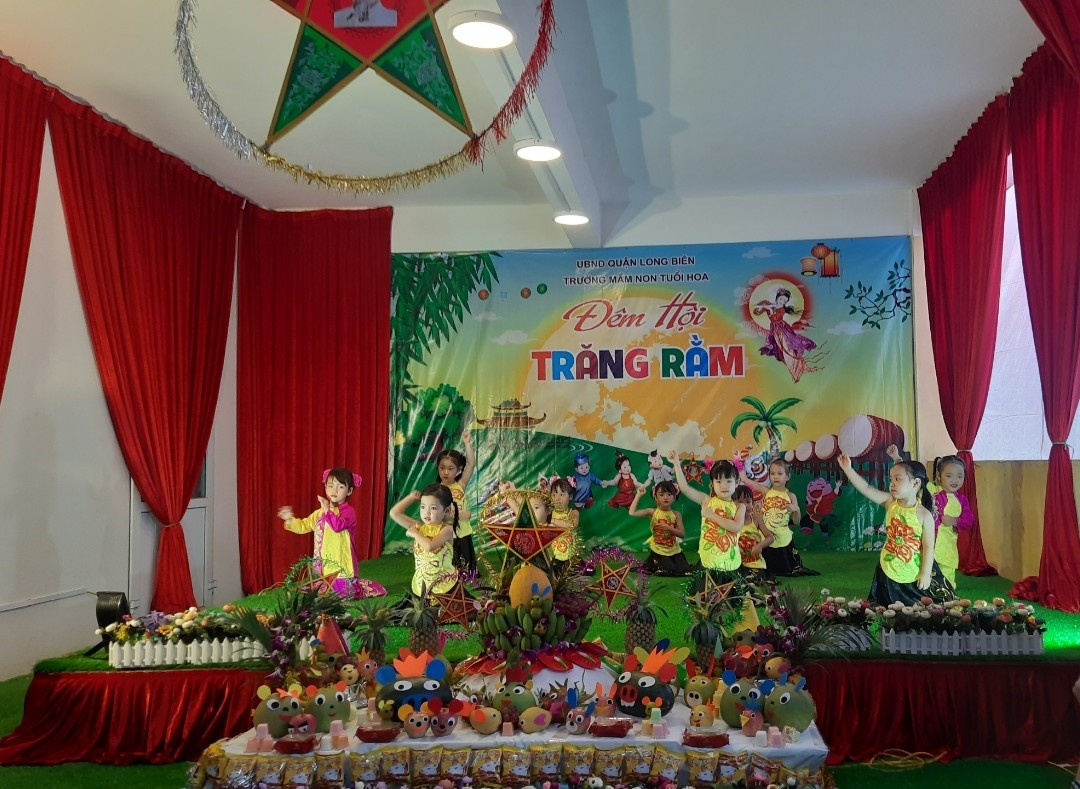 UBND QUẬN LONG BIÊN
TRƯỜNG MẦM NON TUỔI HOA
Đêm Hội
TRĂNG RẰM